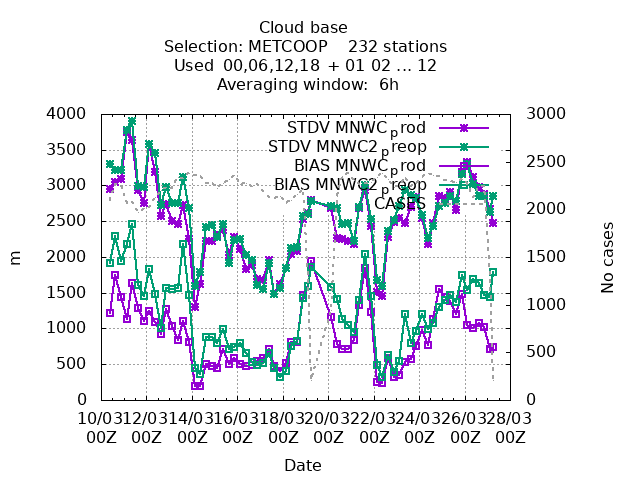 Cloud base
Selection: METCOOP    232 stations
Used  00,06,12,18  + 01 02 ... 12
Averaging window:  6h
4000
3500
3000
2500
2000
1500
1000
500
0
m
3000
2500
2000
1500
1000
500
0
No cases
STDV MNWC_prod
STDV MNWC2_preop
BIAS MNWC_prod
BIAS MNWC2_preop
CASES
10/03 12/03 14/03 16/03 18/03 20/03 22/03 24/03 26/03 28/03
00Z 00Z 00Z 00Z 00Z 00Z 00Z 00Z 00Z 00Z
Date